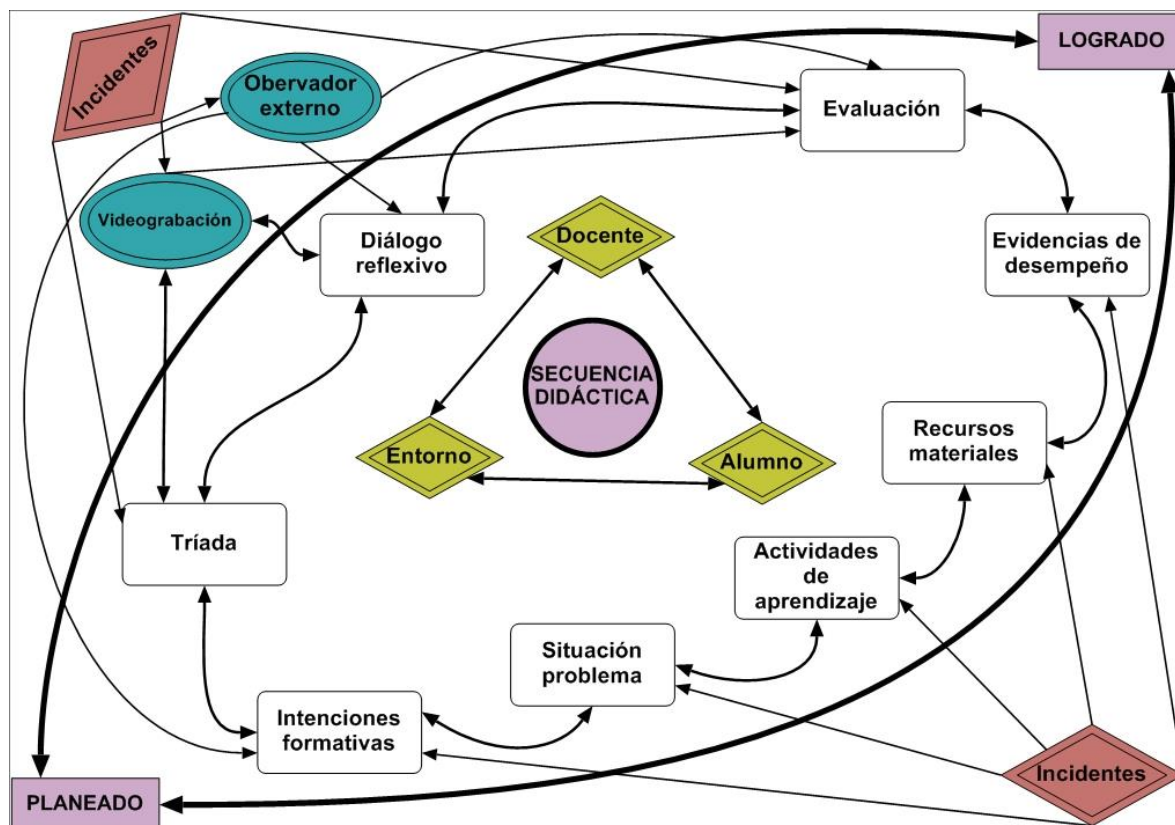 Incidentes
LOGRADO
Obervador
externo
Evaluación
Videograbación
Diálogo
reflexivo
Docente
Evidencias de
desempeño
SECUENCIA
DIDÁCTICA
Entorno
Alumno
Recursos
materiales
Tríada
Actividades
de
aprendizaje
Situación
problema
Intenciones
formativas
Incidentes
PLANEADO